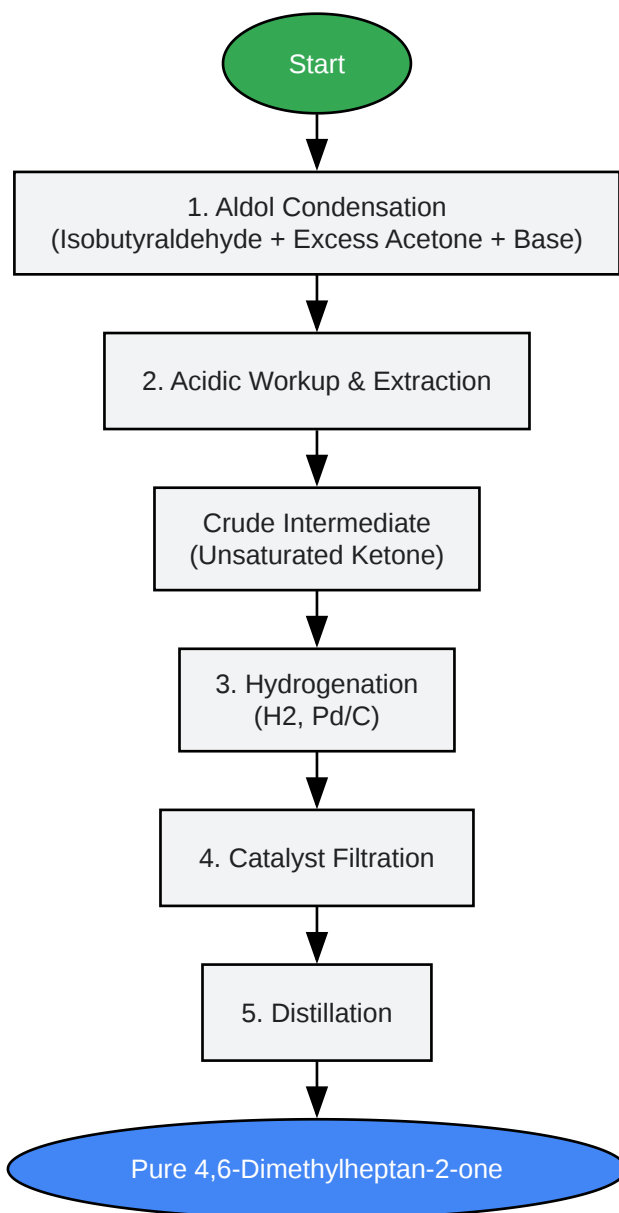 Start
1. Aldol Condensation
(Isobutyraldehyde + Excess Acetone + Base)
2. Acidic Workup & Extraction
Crude Intermediate
(Unsaturated Ketone)
3. Hydrogenation
(H2, Pd/C)
4. Catalyst Filtration
5. Distillation
Pure 4,6-Dimethylheptan-2-one